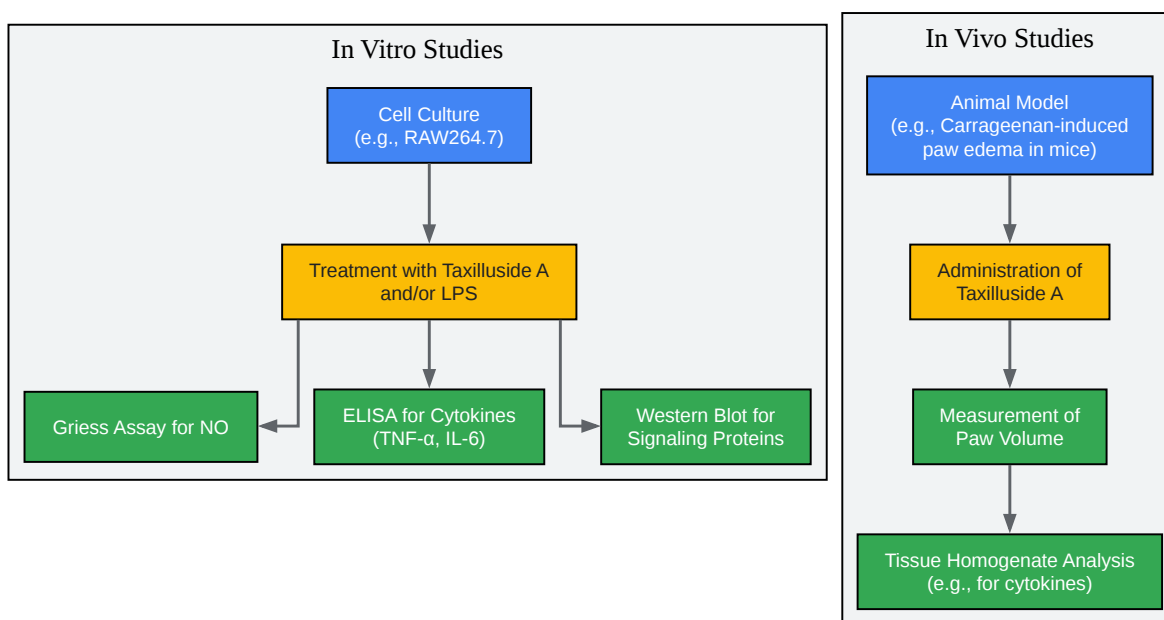 In Vitro Studies
Cell Culture
(e.g., RAW264.7)
Treatment with Taxilluside A
and/or LPS
Griess Assay for NO
ELISA for Cytokines
(TNF-α, IL-6)
Western Blot for
Signaling Proteins
In Vivo Studies
Animal Model
(e.g., Carrageenan-induced
paw edema in mice)
Administration of
Taxilluside A
Measurement of
Paw Volume
Tissue Homogenate Analysis
(e.g., for cytokines)